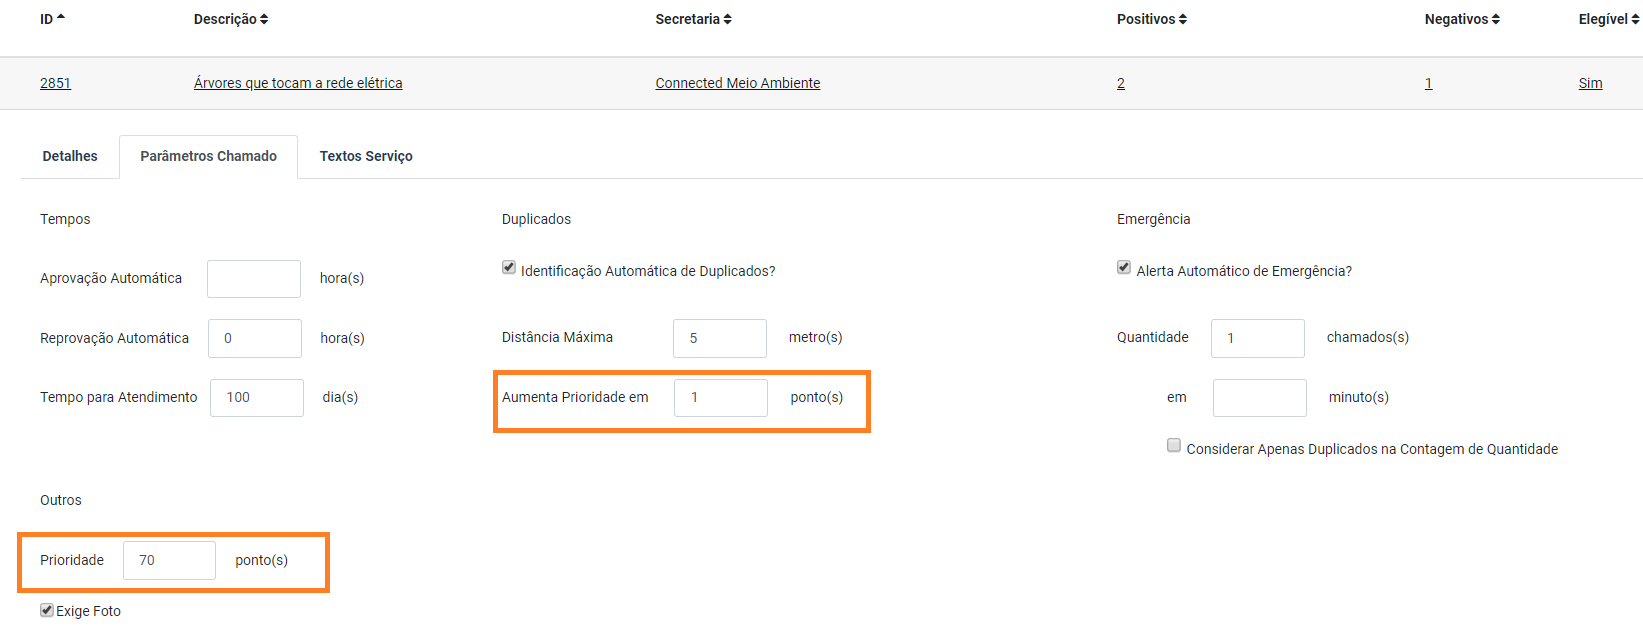 ID Descrição Secretaria Positivos Negativos Elegível
2851 Árvores que tocam a rede elétrica Connected Meio Ambiente 2 1 Sim
Detalhes Parâmetros Chamado Textos Serviço
Tempos Duplicados Emergência
Aprovação Automática hora(s) Identificação Automática de Duplicados? Alerta Automático de Emergência?
Reprovação Automática 0 hora(s) Distância Máxima 5 metro(s) Quantidade 1 chamados(s)
Tempo para Atendimento 100 dia(s) Aumenta Prioridade em 1 ponto(s) em minuto(s)
Considerar Apenas Duplicados na Contagem de Quantidade
Outros
Prioridade 70 ponto(s)
Exige Foto